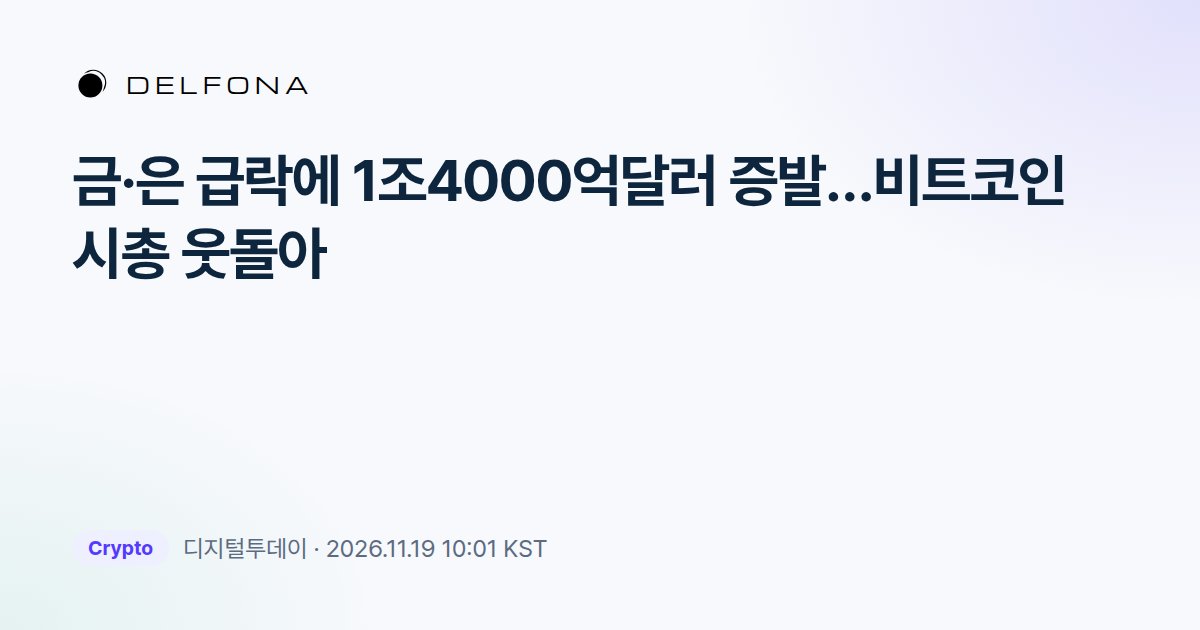 DELFONA
금·은 급락에 1조4000억달러 증발…비트코인
시총 웃돌아
Crypto 디지털투데이 · 2026.11.19 10:01 KST